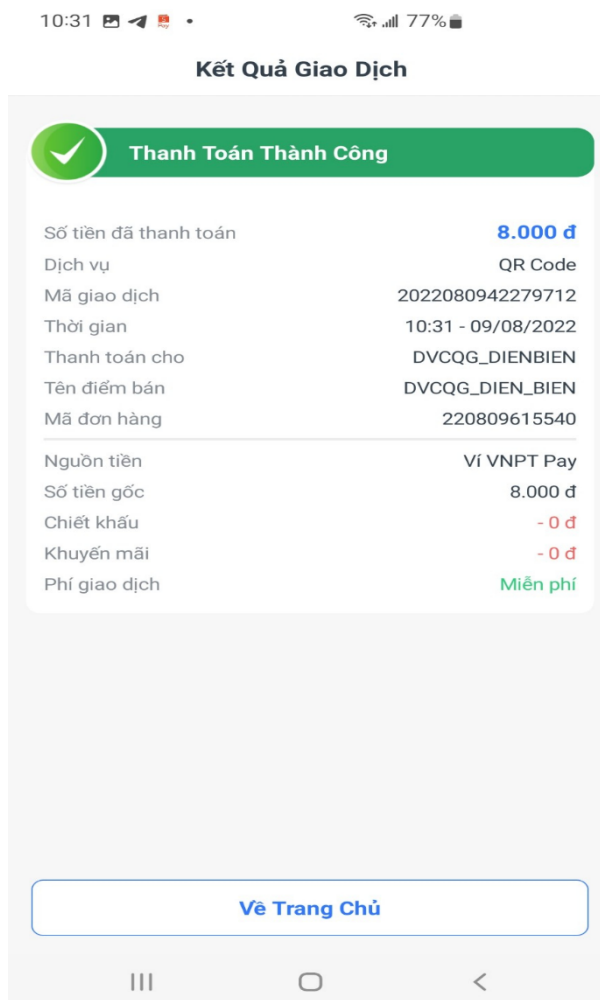 10:31 77%
Kết Quả Giao Dịch
Thanh Toán Thành Công
Số tiền đã thanh toán 8.000 đ
Dịch vụ QR Code
Mã giao dịch 2022080942279712
Thời gian 10:31 - 09/08/2022
Thanh toán cho DVCQG_DIENBIEN
Tên điểm bán DVCQG_DIEN_BIEN
Mã đơn hàng 220809615540
Nguồn tiền Ví VNPT Pay
Số tiền gốc 8.000 đ
Chiết khấu - 0 đ
Khuyến mãi - 0 đ
Phí giao dịch Miễn phí
Về Trang Chủ